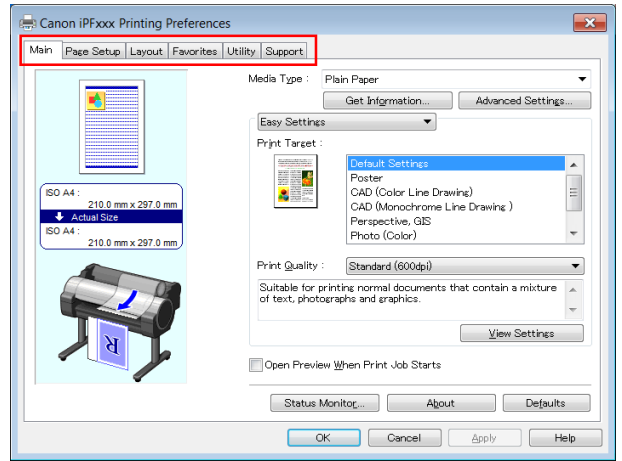 Canon iPFxxx Printing Preferences
Main Page Setup Layout Favorites Utility Support
Media Type : Plain Paper
Get Information... Advanced Settings...
Easy Settings
Print Target :
Default Settings
Poster
CAD (Color Line Drawing)
CAD (Monochrome Line Drawing )
Perspective, GIS
Photo (Color)
ISO A4 :
210.0 mm x 297.0 mm
Actual Size
ISO A4 :
210.0 mm x 297.0 mm
R
Print Quality : Standard (600dpi)
Suitable for printing normal documents that contain a mixture
of text, photographs and graphics.
View Settings
Open Preview When Print Job Starts
Status Monitor... About Defaults
OK Cancel Apply Help